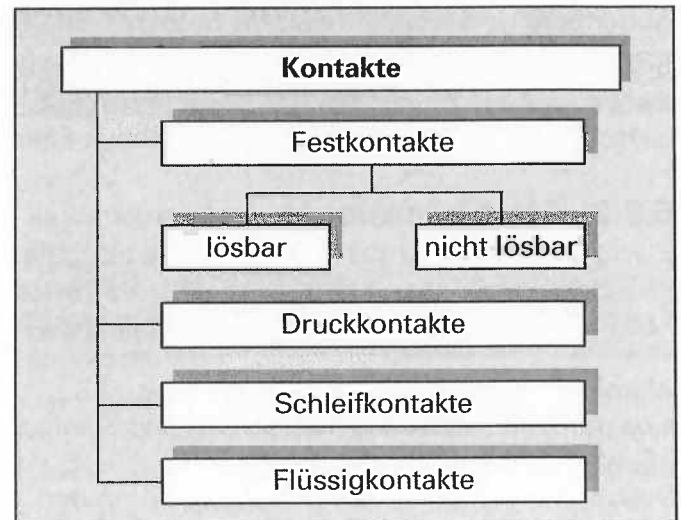 Kontakte
Festkontakte
lösbar
nicht lösbar
Druckkontakte
Schleifkontakte
Flüssigkontakte